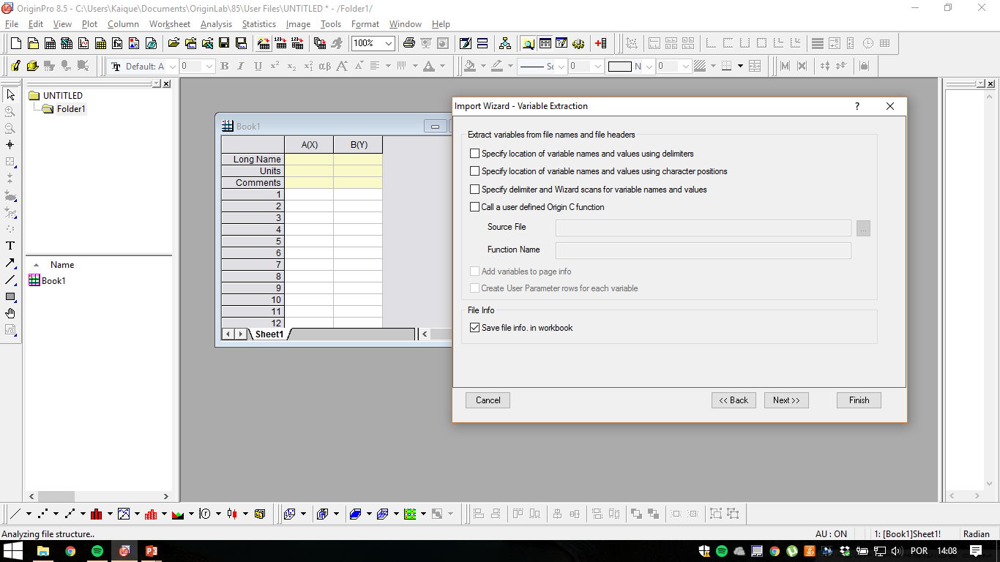 OriginPro 8.5 - C:\Users\Kaique\Documents\OriginLab\85\User Files\UNTITLED * - /Folder1/
File Edit View Plot Column Worksheet Analysis Statistics Image Tools Format Window Help
100%
Default: A 0 B I U x² x₂ αβ A A 0 N 0
UNTITLED
Folder1
Name
Book1
Book1
A(X) B(Y)
Long Name
Units
Comments
1
2
3
4
5
6
7
8
9
10
11
12
Sheet1
Import Wizard - Variable Extraction ?
Extract variables from file names and file headers
Specify location of variable names and values using delimiters
Specify location of variable names and values using character positions
Specify delimiter and Wizard scans for variable names and values
Call a user defined Origin C function
Source File ...
Function Name
Add variables to page info
Create User Parameter rows for each variable
File Info
Save file info. in workbook
Cancel << Back Next >> Finish
Analyzing file structure.. AU : ON 1: [Book1]Sheet1! Radian
POR 14:08